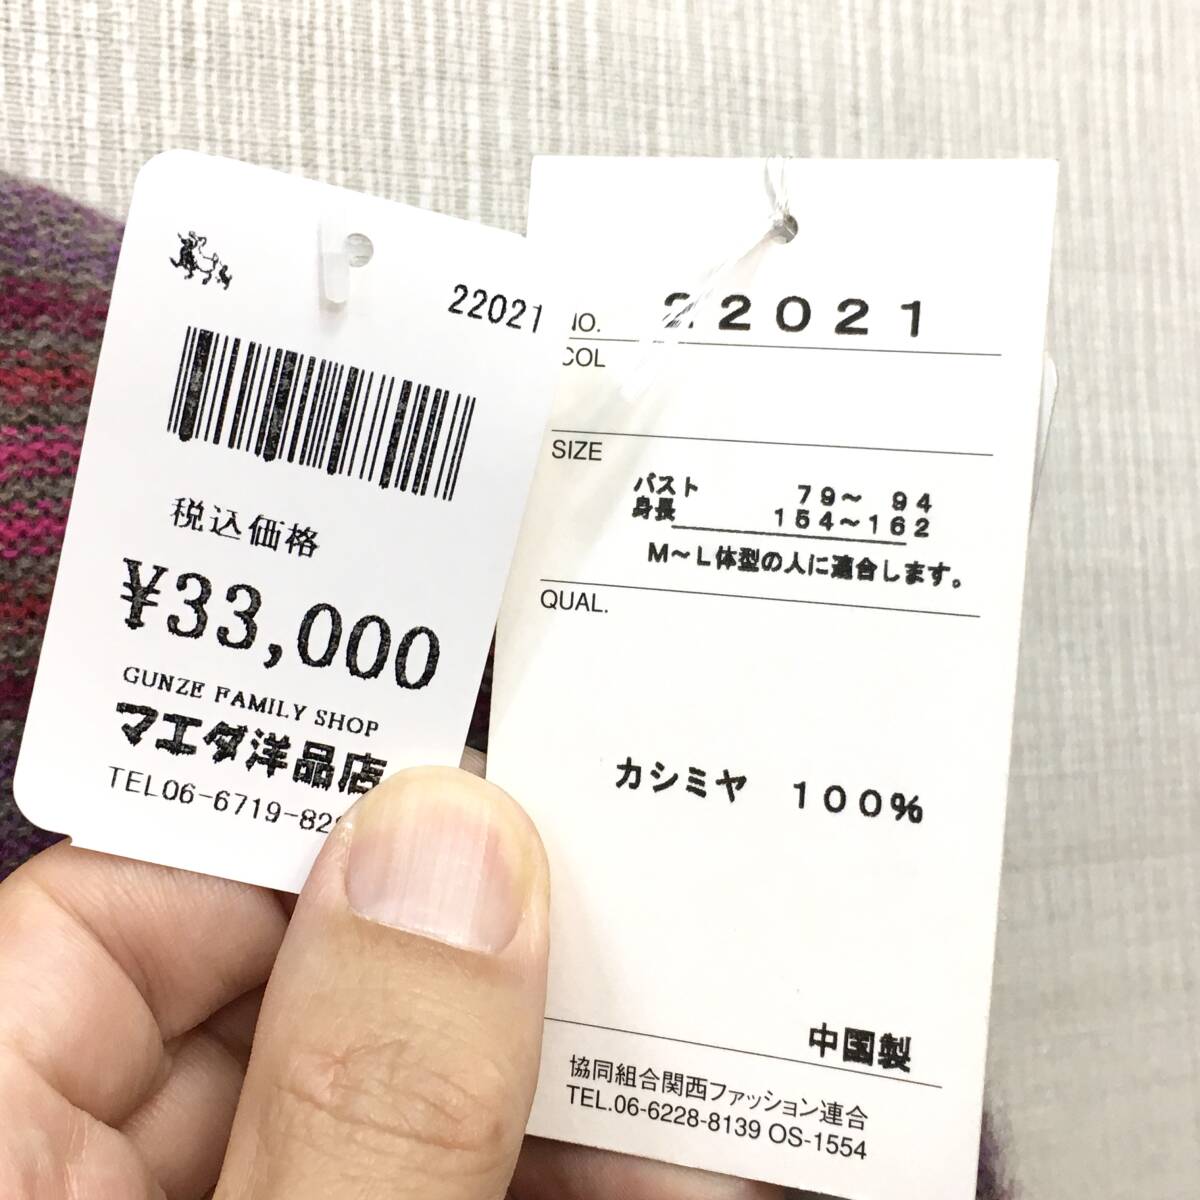 22021
税込価格
¥33,000
GUNZE FAMILY SHOP
マエダ洋品店
TEL06-6719-82
NO. 22021
COL
SIZE
バスト 79～ 94
身長 154～162
M～L体型の人に適合します。
QUAL.
カシミヤ 100%
中国製
協同組合関西ファッション連合
TEL.06-6228-8139 OS-1554